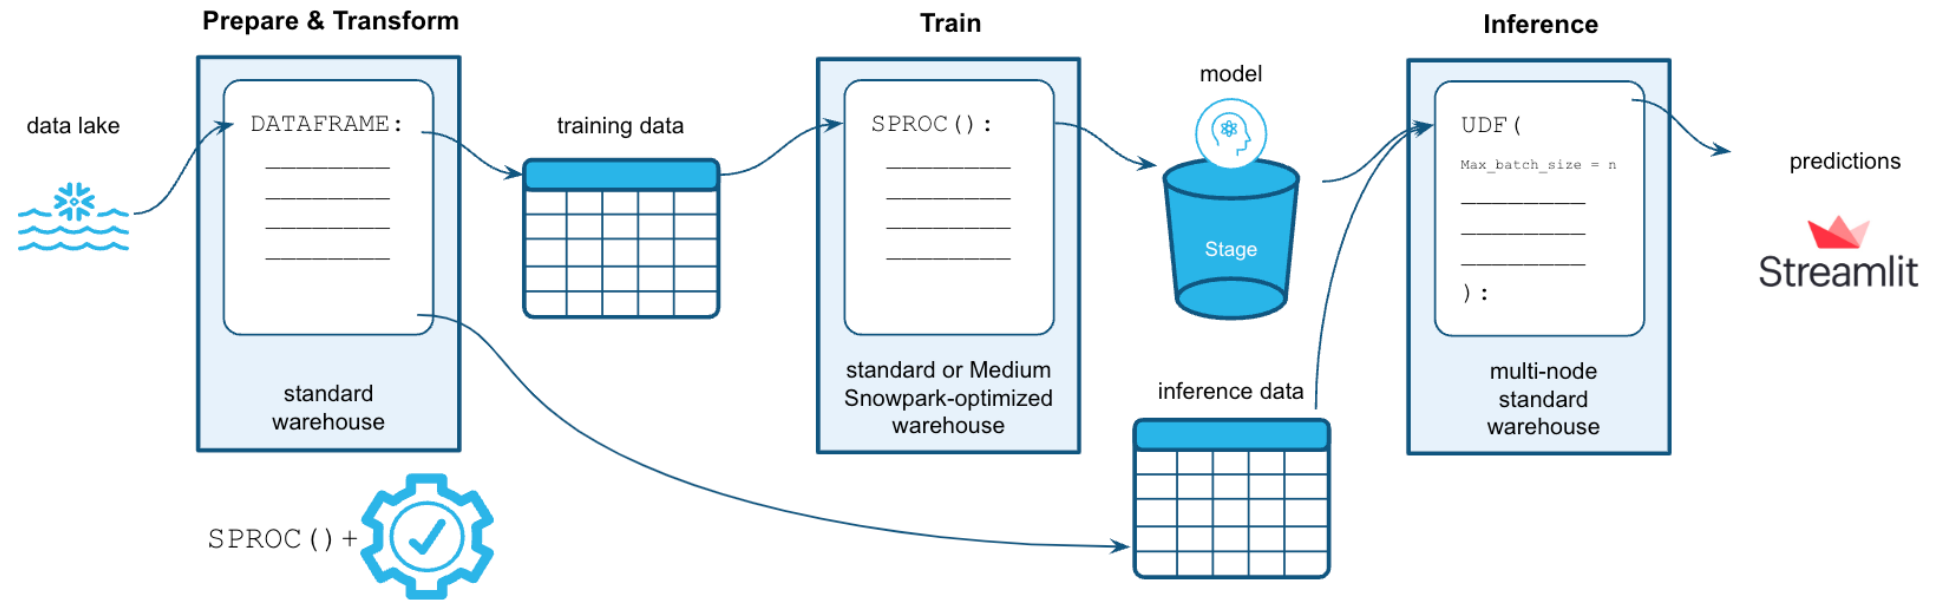 Prepare & Transform
Train
Inference
data lake
DATAFRAME:
training data
SPROC():
model
Stage
UDF(
Max_batch_size = n
):
predictions
Streamlit
standard
warehouse
standard or Medium
Snowpark-optimized
warehouse
inference data
multi-node
standard
warehouse
SPROC()+